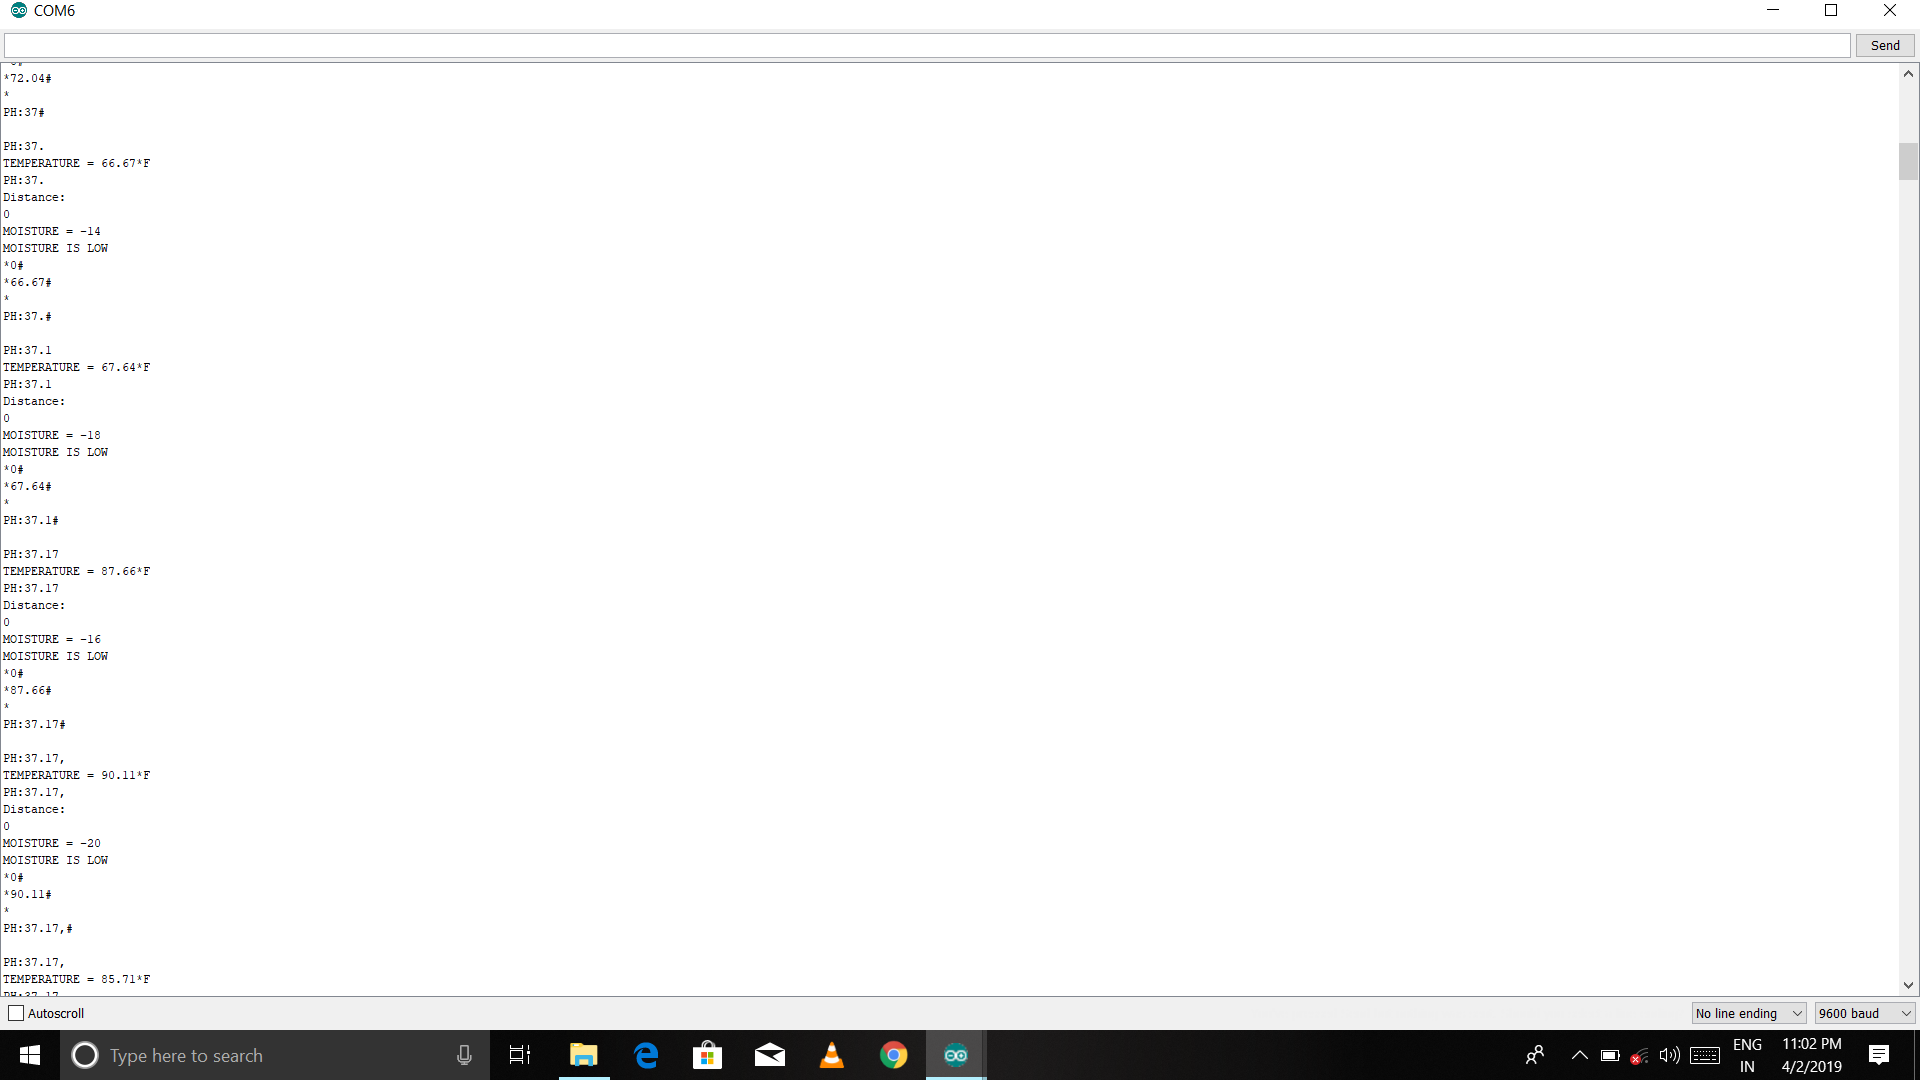 COM6
Send
*72.04#
*
PH:37#
PH:37.
TEMPERATURE = 66.67*F
PH:37.
Distance:
0
MOISTURE = -14
MOISTURE IS LOW
*0#
*66.67#
*
PH:37.#
PH:37.1
TEMPERATURE = 67.64*F
PH:37.1
Distance:
0
MOISTURE = -18
MOISTURE IS LOW
*0#
*67.64#
*
PH:37.1#
PH:37.17
TEMPERATURE = 87.66*F
PH:37.17
Distance:
0
MOISTURE = -16
MOISTURE IS LOW
*0#
*87.66#
*
PH:37.17#
PH:37.17,
TEMPERATURE = 90.11*F
PH:37.17,
Distance:
0
MOISTURE = -20
MOISTURE IS LOW
*0#
*90.11#
*
PH:37.17,#
PH:37.17,
TEMPERATURE = 85.71*F
Autoscroll
No line ending
9600 baud
Type here to search
ENG
IN
11:02 PM
4/2/2019